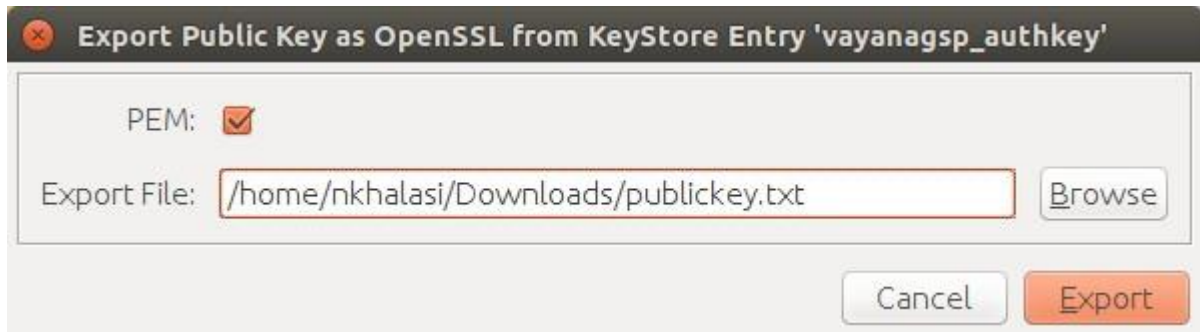 Export Public Key as OpenSSL from KeyStore Entry 'vayanagsp_authkey'
PEM:
Export File: /home/nkhalasi/Downloads/publickey.txt Browse
Cancel Export